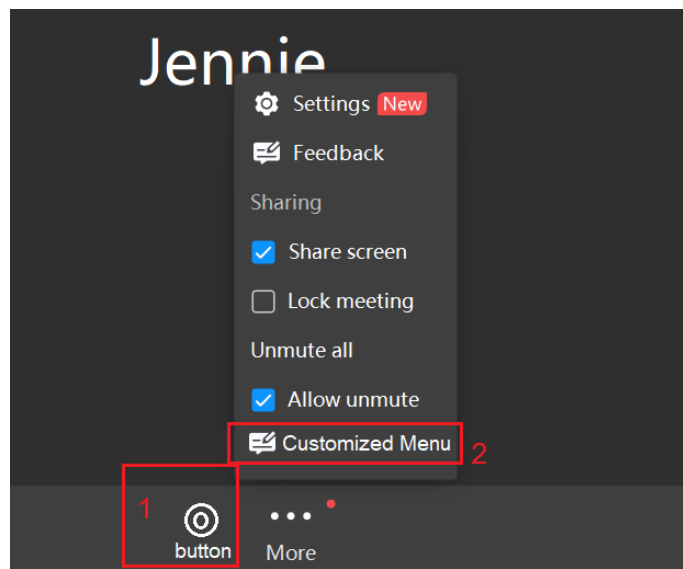 Jennie
Settings New
Feedback
Sharing
Share screen
Lock meeting
Unmute all
Allow unmute
Customized Menu 2
1
button
More